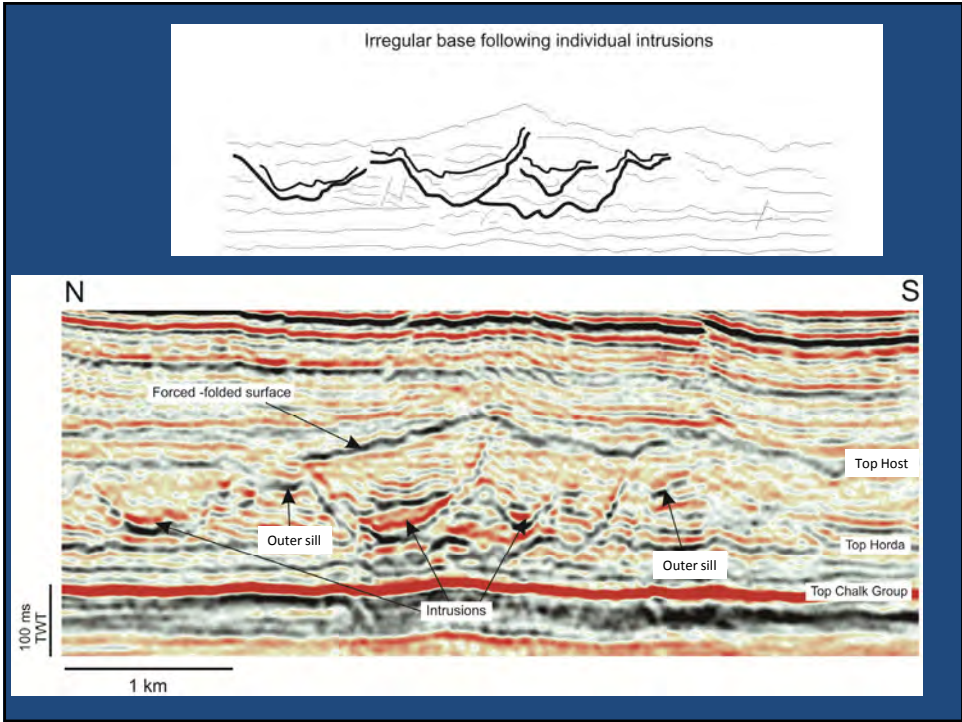 Irregular base following individual intrusions
N
S
Forced -folded surface
Top Host
Outer sill
Top Horda
Outer sill
Top Chalk Group
Intrusions
100 ms
TWT
1 km